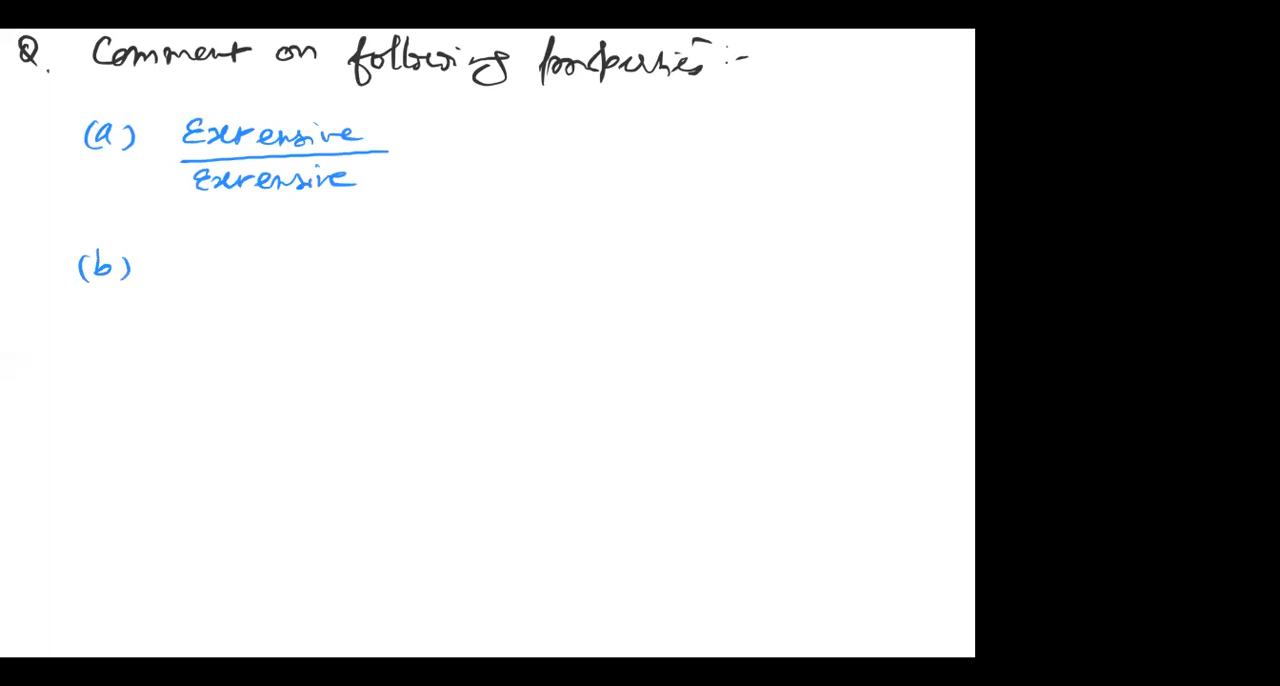 Q. Comment on following properties :-
(a) Extensive
Extensive
(b)